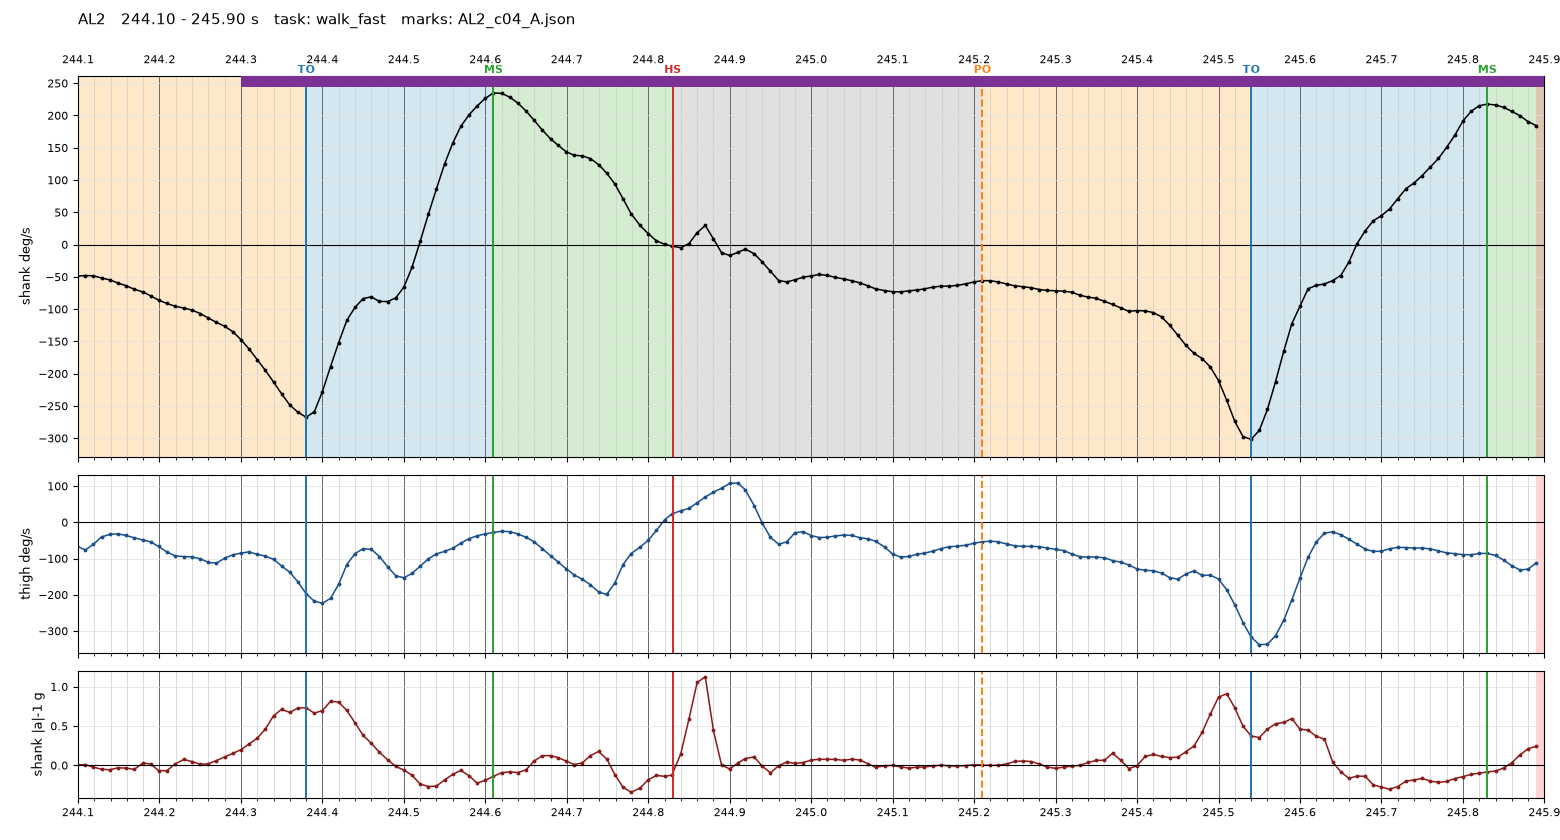 AL2   244.10 - 245.90 s   task: walk_fast   marks: AL2_c04_A.json
244.1 244.2 244.3 244.4 244.5 244.6 244.7 244.8 244.9 245.0 245.1 245.2 245.3 245.4 245.5 245.6 245.7 245.8 245.9
TO MS HS PO TO MS
250
200
150
100
50
0
−50
−100
−150
−200
−250
−300
shank deg/s
100
0
−100
−200
−300
thigh deg/s
1.0
0.5
0.0
shank |a|-1 g
244.1 244.2 244.3 244.4 244.5 244.6 244.7 244.8 244.9 245.0 245.1 245.2 245.3 245.4 245.5 245.6 245.7 245.8 245.9